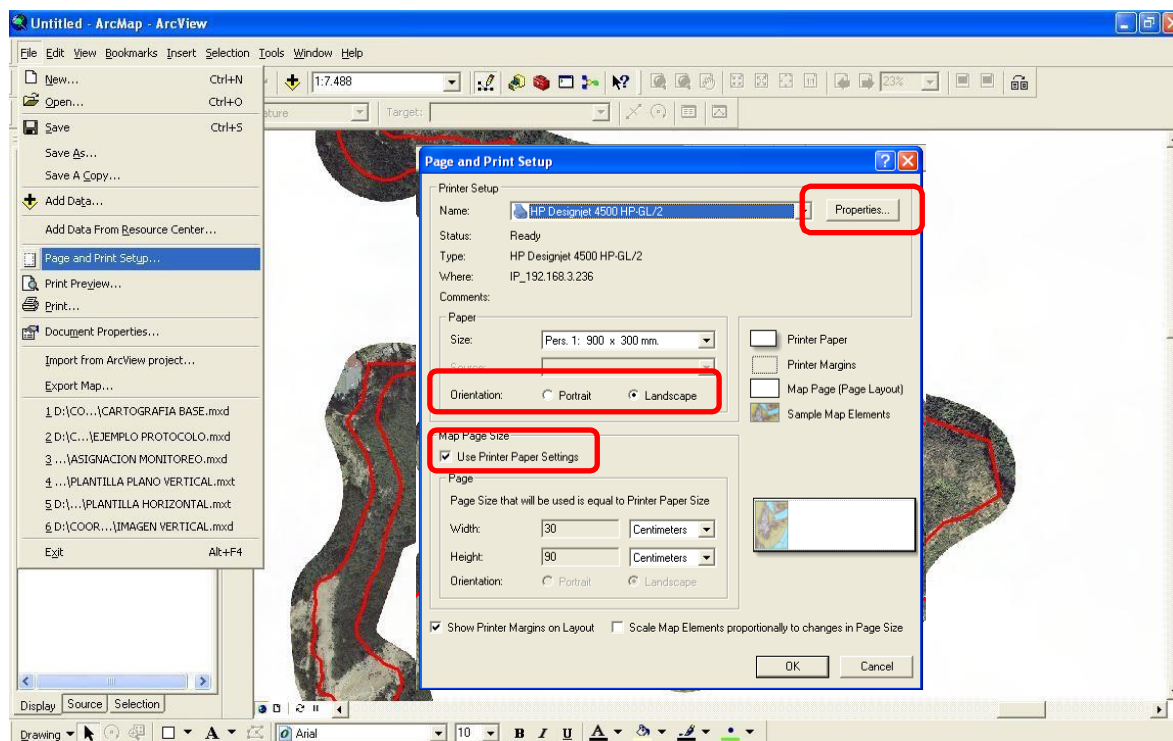 Untitled - ArcMap - ArcView
File Edit View Bookmarks Insert Selection Tools Window Help
New... Ctrl+N
Open... Ctrl+O
Save Ctrl+S
Save As...
Save A Copy...
Add Data...
Add Data From Resource Center...
Page and Print Setup...
Print Preview...
Print...
Document Properties...
Import from ArcView project...
Export Map...
1 D:\CO...\CARTOGRAFIA BASE.mxd
2 D:\C...\EJEMPLO PROTOCOLO.mxd
3 ...\ASIGNACION MONITOREO.mxd
4 ...\PLANTILLA PLANO VERTICAL.mxt
5 D:\...\PLANTILLA HORIZONTAL.mxt
6 D:\COOR...\IMAGEN VERTICAL.mxd
Exit Alt+F4
1:7.488
23%
ature
Target:
Page and Print Setup
Printer Setup
Name: HP Designjet 4500 HP-GL/2
Properties...
Status: Ready
Type: HP Designjet 4500 HP-GL/2
Where: IP_192.168.3.236
Comments:
Paper
Size: Pers. 1: 900 x 300 mm.
Source:
Orientation: Portrait Landscape
Printer Paper
Printer Margins
Map Page (Page Layout)
Sample Map Elements
Map Page Size
Use Printer Paper Settings
Page
Page Size that will be used is equal to Printer Paper Size
Width: 30 Centimeters
Height: 90 Centimeters
Orientation: Portrait Landscape
Show Printer Margins on Layout Scale Map Elements proportionally to changes in Page Size
OK Cancel
Display Source Selection
Drawing A Arial 10 B I U A